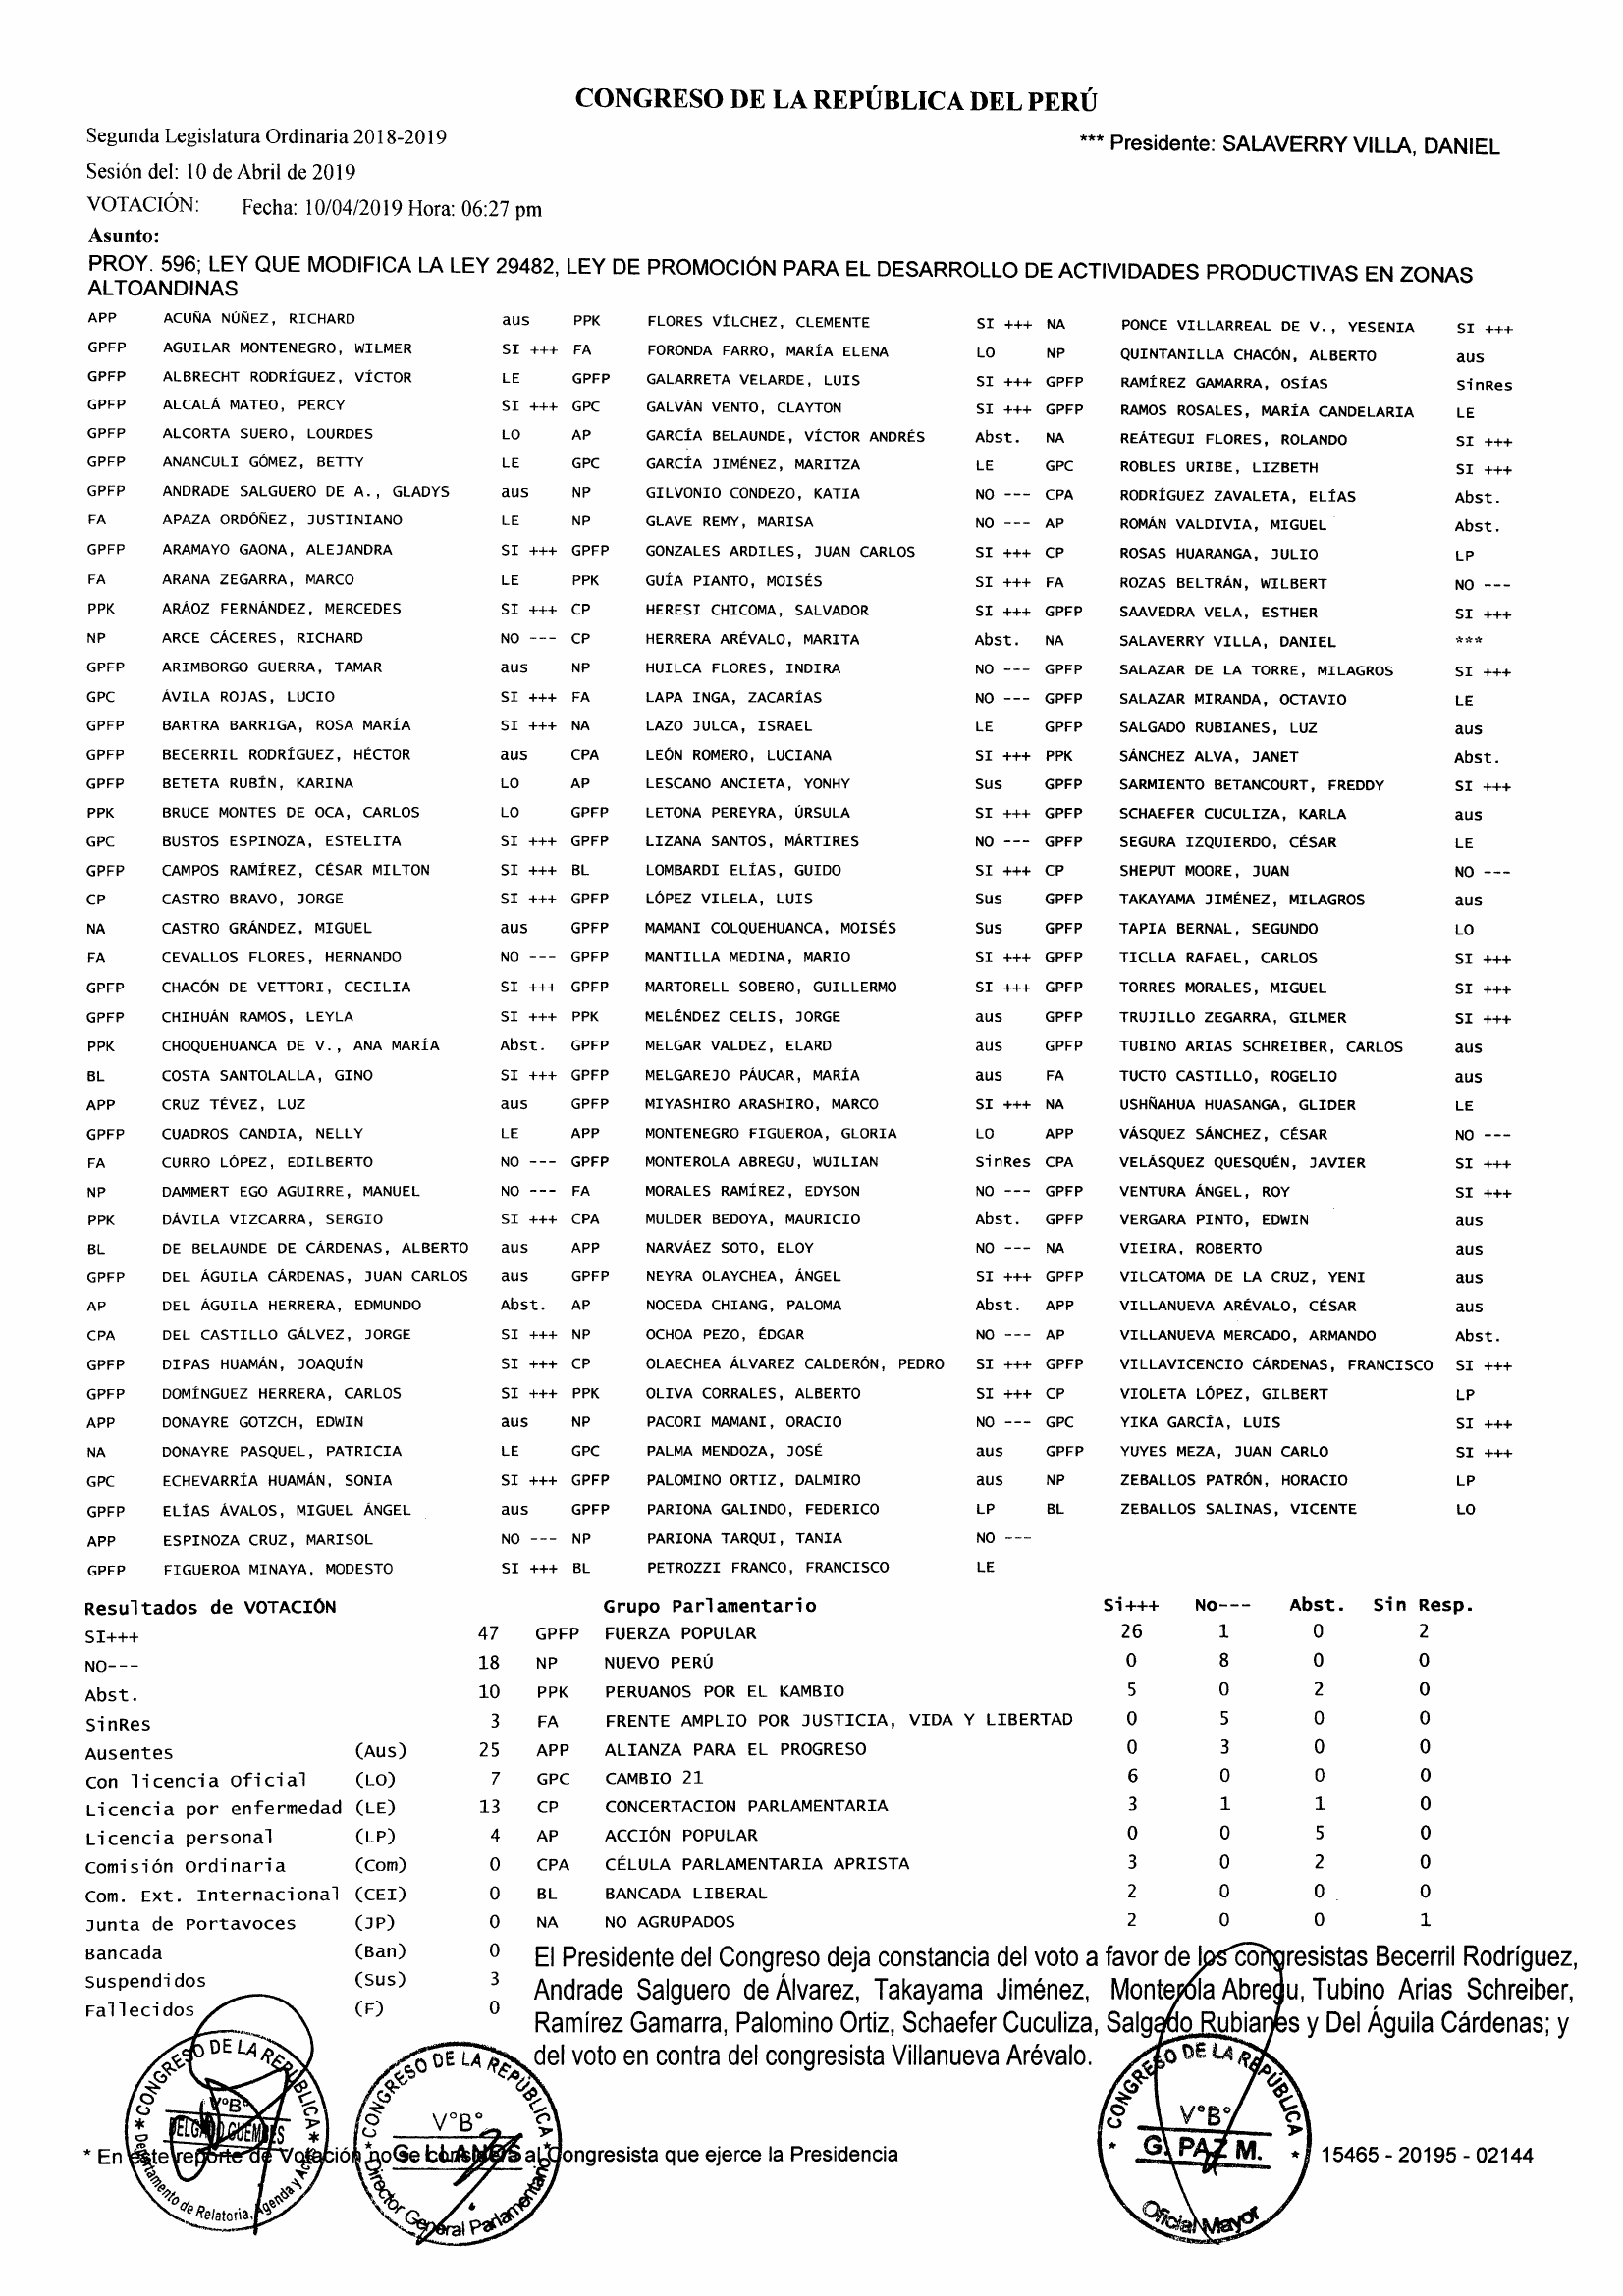 CONGRESO DE LA REPÚBLICA DEL PERÚ
Segunda Legislatura Ordinaria 2018-2019 *** Presidente: SALAVERRY VILLA, DANIEL
Sesión del: 10 de Abril de 2019
VOTACIÓN: Fecha: 10/04/2019 Hora: 06:27 pm
Asunto:
PROY. 596; LEY QUE MODIFICA LA LEY 29482, LEY DE PROMOCIÓN PARA EL DESARROLLO DE ACTIVIDADES PRODUCTIVAS EN ZONAS
ALTOANDINAS
APP ACUÑA NÚÑEZ, RICHARD aus PPK FLORES VÍLCHEZ, CLEMENTE SI +++ NA PONCE VILLARREAL DE V., YESENIA SI +++
GPFP AGUILAR MONTENEGRO, WILMER SI +++ FA FORONDA FARRO, MARÍA ELENA LO NP QUINTANILLA CHACÓN, ALBERTO aus
GPFP ALBRECHT RODRÍGUEZ, VÍCTOR LE GPFP GALARRETA VELARDE, LUIS SI +++ GPFP RAMÍREZ GAMARRA, OSÍAS SinRes
GPFP ALCALÁ MATEO, PERCY SI +++ GPC GALVÁN VENTO, CLAYTON SI +++ GPFP RAMOS ROSALES, MARÍA CANDELARIA LE
GPFP ALCORTA SUERO, LOURDES LO AP GARCÍA BELAUNDE, VÍCTOR ANDRÉS Abst. NA REÁTEGUI FLORES, ROLANDO SI +++
GPFP ANANCULI GÓMEZ, BETTY LE GPC GARCÍA JIMÉNEZ, MARITZA LE GPC ROBLES URIBE, LIZBETH SI +++
GPFP ANDRADE SALGUERO DE A., GLADYS aus NP GILVONIO CONDEZO, KATIA NO --- CPA RODRÍGUEZ ZAVALETA, ELÍAS Abst.
FA APAZA ORDÓÑEZ, JUSTINIANO LE NP GLAVE REMY, MARISA NO --- AP ROMÁN VALDIVIA, MIGUEL Abst.
GPFP ARAMAYO GAONA, ALEJANDRA SI +++ GPFP GONZALES ARDILES, JUAN CARLOS SI +++ CP ROSAS HUARANGA, JULIO LP
FA ARANA ZEGARRA, MARCO LE PPK GUÍA PIANTO, MOISÉS SI +++ FA ROZAS BELTRÁN, WILBERT NO ---
PPK ARÁOZ FERNÁNDEZ, MERCEDES SI +++ CP HERESI CHICOMA, SALVADOR SI +++ GPFP SAAVEDRA VELA, ESTHER SI +++
NP ARCE CÁCERES, RICHARD NO --- CP HERRERA ARÉVALO, MARITA Abst. NA SALAVERRY VILLA, DANIEL ***
GPFP ARIMBORGO GUERRA, TAMAR aus NP HUILCA FLORES, INDIRA NO --- GPFP SALAZAR DE LA TORRE, MILAGROS SI +++
GPC ÁVILA ROJAS, LUCIO SI +++ FA LAPA INGA, ZACARÍAS NO --- GPFP SALAZAR MIRANDA, OCTAVIO LE
GPFP BARTRA BARRIGA, ROSA MARÍA SI +++ NA LAZO JULCA, ISRAEL LE GPFP SALGADO RUBIANES, LUZ aus
GPFP BECERRIL RODRÍGUEZ, HÉCTOR aus CPA LEÓN ROMERO, LUCIANA SI +++ PPK SÁNCHEZ ALVA, JANET Abst.
GPFP BETETA RUBÍN, KARINA LO AP LESCANO ANCIETA, YONHY Sus GPFP SARMIENTO BETANCOURT, FREDDY SI +++
PPK BRUCE MONTES DE OCA, CARLOS LO GPFP LETONA PEREYRA, ÚRSULA SI +++ GPFP SCHAEFER CUCULIZA, KARLA aus
GPC BUSTOS ESPINOZA, ESTELITA SI +++ GPFP LIZANA SANTOS, MÁRTIRES NO --- GPFP SEGURA IZQUIERDO, CÉSAR LE
GPFP CAMPOS RAMÍREZ, CÉSAR MILTON SI +++ BL LOMBARDI ELÍAS, GUIDO SI +++ CP SHEPUT MOORE, JUAN NO ---
CP CASTRO BRAVO, JORGE SI +++ GPFP LÓPEZ VILELA, LUIS Sus GPFP TAKAYAMA JIMÉNEZ, MILAGROS aus
NA CASTRO GRÁNDEZ, MIGUEL aus GPFP MAMANI COLQUEHUANCA, MOISÉS Sus GPFP TAPIA BERNAL, SEGUNDO LO
FA CEVALLOS FLORES, HERNANDO NO --- GPFP MANTILLA MEDINA, MARIO SI +++ GPFP TICLLA RAFAEL, CARLOS SI +++
GPFP CHACÓN DE VETTORI, CECILIA SI +++ GPFP MARTORELL SOBERO, GUILLERMO SI +++ GPFP TORRES MORALES, MIGUEL SI +++
GPFP CHIHUÁN RAMOS, LEYLA SI +++ PPK MELÉNDEZ CELIS, JORGE aus GPFP TRUJILLO ZEGARRA, GILMER SI +++
PPK CHOQUEHUANCA DE V., ANA MARÍA Abst. GPFP MELGAR VALDEZ, ELARD aus GPFP TUBINO ARIAS SCHREIBER, CARLOS aus
BL COSTA SANTOLALLA, GINO SI +++ GPFP MELGAREJO PÁUCAR, MARÍA aus FA TUCTO CASTILLO, ROGELIO aus
APP CRUZ TÉVEZ, LUZ aus GPFP MIYASHIRO ARASHIRO, MARCO SI +++ NA USHÑAHUA HUASANGA, GLIDER LE
GPFP CUADROS CANDIA, NELLY LE APP MONTENEGRO FIGUEROA, GLORIA LO APP VÁSQUEZ SÁNCHEZ, CÉSAR NO ---
FA CURRO LÓPEZ, EDILBERTO NO --- GPFP MONTEROLA ABREGU, WUILIAN SinRes CPA VELÁSQUEZ QUESQUÉN, JAVIER SI +++
NP DAMMERT EGO AGUIRRE, MANUEL NO --- FA MORALES RAMÍREZ, EDYSON NO --- GPFP VENTURA ÁNGEL, ROY SI +++
PPK DÁVILA VIZCARRA, SERGIO SI +++ CPA MULDER BEDOYA, MAURICIO Abst. GPFP VERGARA PINTO, EDWIN aus
BL DE BELAUNDE DE CÁRDENAS, ALBERTO aus APP NARVÁEZ SOTO, ELOY NO --- NA VIEIRA, ROBERTO aus
GPFP DEL ÁGUILA CÁRDENAS, JUAN CARLOS aus GPFP NEYRA OLAYCHEA, ÁNGEL SI +++ GPFP VILCATOMA DE LA CRUZ, YENI aus
AP DEL ÁGUILA HERRERA, EDMUNDO Abst. AP NOCEDA CHIANG, PALOMA Abst. APP VILLANUEVA ARÉVALO, CÉSAR aus
CPA DEL CASTILLO GÁLVEZ, JORGE SI +++ NP OCHOA PEZO, ÉDGAR NO --- AP VILLANUEVA MERCADO, ARMANDO Abst.
GPFP DIPAS HUAMÁN, JOAQUÍN SI +++ CP OLAECHEA ÁLVAREZ CALDERÓN, PEDRO SI +++ GPFP VILLAVICENCIO CÁRDENAS, FRANCISCO SI +++
GPFP DOMÍNGUEZ HERRERA, CARLOS SI +++ PPK OLIVA CORRALES, ALBERTO SI +++ CP VIOLETA LÓPEZ, GILBERT LP
APP DONAYRE GOTZCH, EDWIN aus NP PACORI MAMANI, ORACIO NO --- GPC YIKA GARCÍA, LUIS SI +++
NA DONAYRE PASQUEL, PATRICIA LE GPC PALMA MENDOZA, JOSÉ aus GPFP YUYES MEZA, JUAN CARLO SI +++
GPC ECHEVARRÍA HUAMÁN, SONIA SI +++ GPFP PALOMINO ORTIZ, DALMIRO aus NP ZEBALLOS PATRÓN, HORACIO LP
GPFP ELÍAS ÁVALOS, MIGUEL ÁNGEL aus GPFP PARIONA GALINDO, FEDERICO LP BL ZEBALLOS SALINAS, VICENTE LO
APP ESPINOZA CRUZ, MARISOL NO --- NP PARIONA TARQUI, TANIA NO ---
GPFP FIGUEROA MINAYA, MODESTO SI +++ BL PETROZZI FRANCO, FRANCISCO LE
Resultados de VOTACIÓN Grupo Parlamentario Si+++ No--- Abst. Sin Resp.
SI+++ 47 GPFP FUERZA POPULAR 26 1 0 2
NO--- 18 NP NUEVO PERÚ 0 8 0 0
Abst. 10 PPK PERUANOS POR EL KAMBIO 5 0 2 0
SinRes 3 FA FRENTE AMPLIO POR JUSTICIA, VIDA Y LIBERTAD 0 5 0 0
Ausentes (Aus) 25 APP ALIANZA PARA EL PROGRESO 0 3 0 0
Con licencia Oficial (LO) 7 GPC CAMBIO 21 6 0 0 0
Licencia por enfermedad (LE) 13 CP CONCERTACION PARLAMENTARIA 3 1 1 0
Licencia personal (LP) 4 AP ACCIÓN POPULAR 0 0 5 0
Comisión Ordinaria (Com) 0 CPA CÉLULA PARLAMENTARIA APRISTA 3 0 2 0
Com. Ext. Internacional (CEI) 0 BL BANCADA LIBERAL 2 0 0 0
Junta de Portavoces (JP) 0 NA NO AGRUPADOS 2 0 0 1
Bancada (Ban) 0
Suspendidos (Sus) 3
Fallecidos (F) 0
El Presidente del Congreso deja constancia del voto a favor de los congresistas Becerril Rodríguez,
Andrade Salguero de Álvarez, Takayama Jiménez, Monterola Abregu, Tubino Arias Schreiber,
Ramírez Gamarra, Palomino Ortiz, Schaefer Cuculiza, Salgado Rubianes y Del Águila Cárdenas; y
del voto en contra del congresista Villanueva Arévalo.
* CONGRESO DE LA REPÚBLICA *
V°B°
DELGADO GUEMBES
Departamento de Relatoria, Agenda y Actas
* CONGRESO DE LA REPÚBLICA *
V°B°
G. LLANOS
Director General Parlamentario
* CONGRESO DE LA REPÚBLICA *
V°B°
G. PAZ M.
Oficial Mayor
* En este reporte de Votación no se considera al Congresista que ejerce la Presidencia 15465 - 20195 - 02144